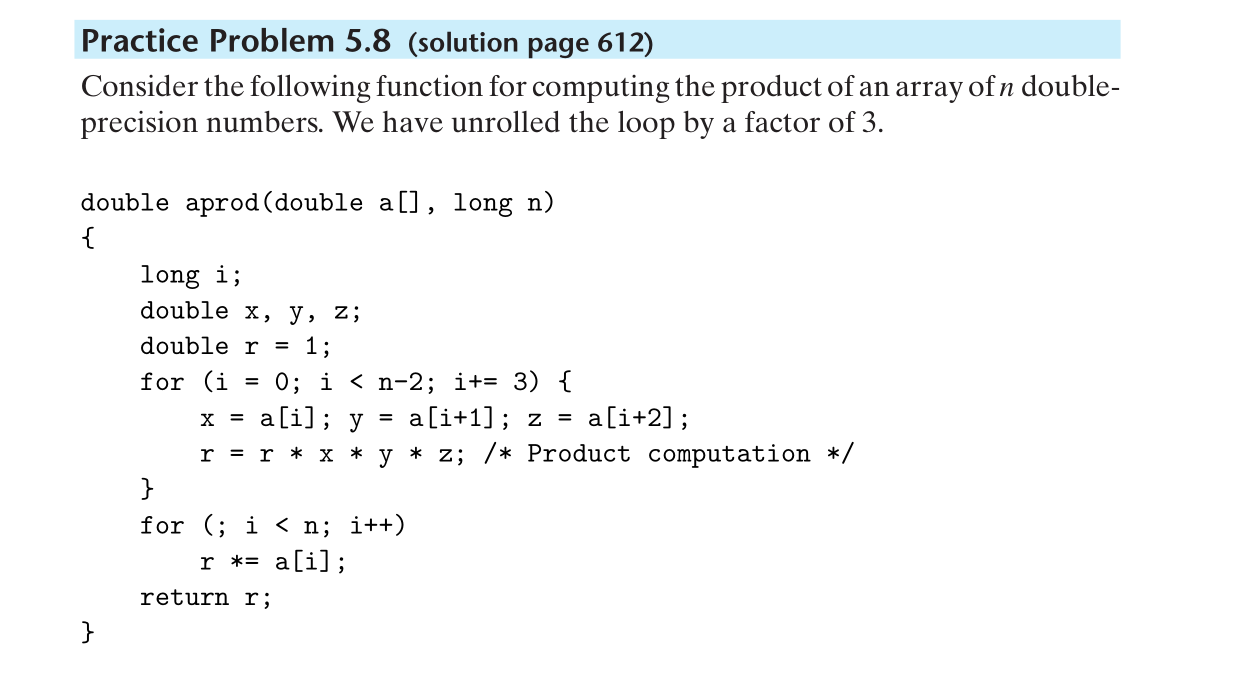 Practice Problem 5.8 (solution page 612)
Consider the following function for computing the product of an array of n double-
precision numbers. We have unrolled the loop by a factor of 3.
double aprod(double a[], long n)
{
    long i;
    double x, y, z;
    double r = 1;
    for (i = 0; i < n-2; i+= 3) {
        x = a[i]; y = a[i+1]; z = a[i+2];
        r = r * x * y * z; /* Product computation */
    }
    for (; i < n; i++)
        r *= a[i];
    return r;
}